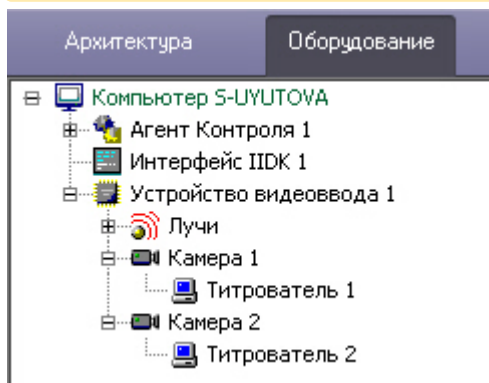 Архитектура Оборудование
Компьютер S-UYUTOVA
Агент Контроля 1
Интерфейс IIDK 1
Устройство видеоввода 1
Лучи
Камера 1
Титрователь 1
Камера 2
Титрователь 2